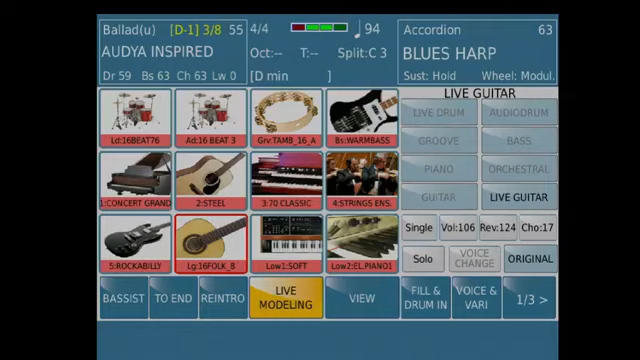 Ballad(u) [D-1] 3/8 55
AUDYA INSPIRED
Dr 59 Bs 63 Ch 63 Lw 0
4/4 ♩94
Oct:-- T:-- Split:C 3
[D min ]
Accordion 63
BLUES HARP
Sust: Hold Wheel: Modul.
Ld:16BEAT76
Ad:16 BEAT 3
Grv:TAMB_16_A
Bs:WARMBASS
1:CONCERT GRAND
2:STEEL
3:70 CLASSIC
4:STRINGS ENS.
5:ROCKABILLY
Lg:16FOLK_8
Low1:SOFT
Low2:EL.PIANO1
LIVE GUITAR
LIVE DRUM AUDIODRUM
GROOVE BASS
PIANO ORCHESTRAL
GUITAR LIVE GUITAR
Single Vol:106 Rev:124 Cho:17
Solo VOICE CHANGE ORIGINAL
BASSIST TO END REINTRO
LIVE
MODELING
VIEW
FILL &
DRUM IN
VOICE &
VARI
1/3 >